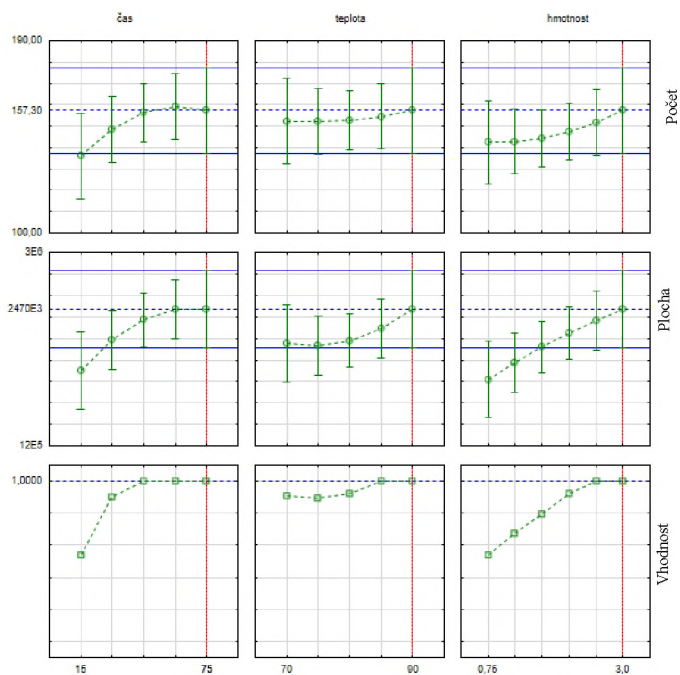 čas teplota hmotnost
190,00
157,30
100,00
Počet
3E6
2470E3
12E5
Plocha
1,0000
Vhodnost
15 75 70 90 0,76 3,0